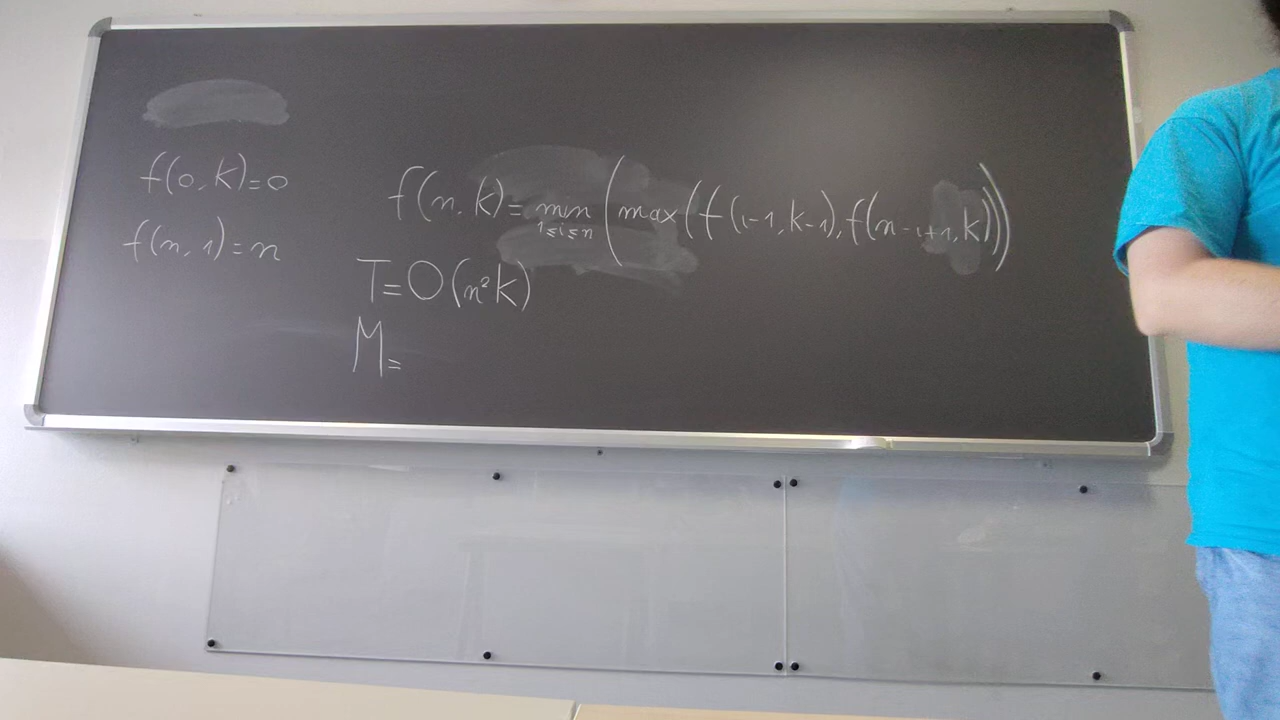 f(0, k)=0
f(n, 1)=n
f(n, k)= min 1≤i≤n (max(f(i-1, k-1), f(n-i+1, k)))
T=O(n²k)
M=